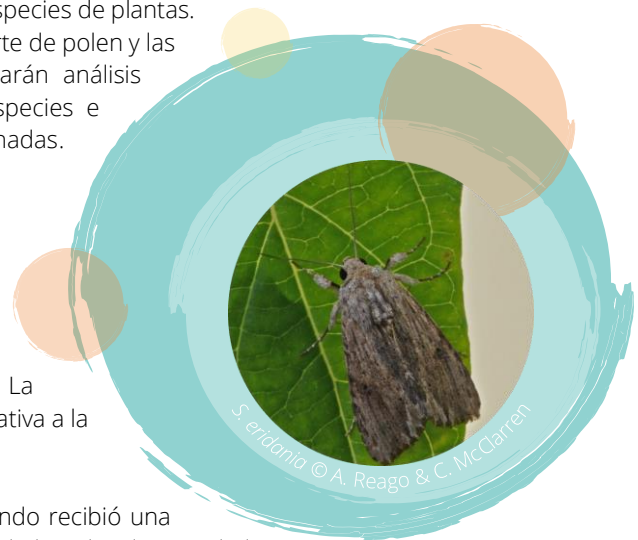 species de plantas.
rte de polen y las
arán análisis
species e
nadas.
La
ativa a la
S. eridania © A. Reago & C. McClarren
ndo recibió una